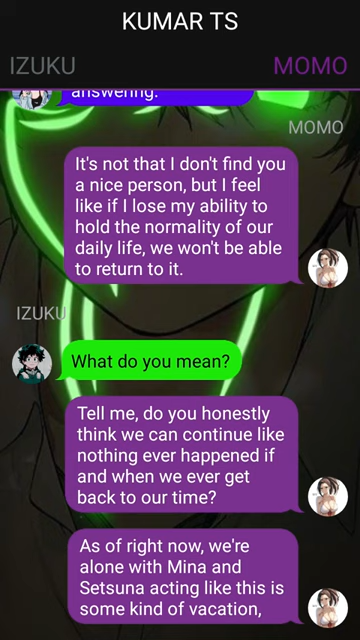 KUMAR TS
IZUKU
MOMO
answering.
MOMO
It's not that I don't find you
a nice person, but I feel
like if I lose my ability to
hold the normality of our
daily life, we won't be able
to return to it.
IZUKU
What do you mean?
Tell me, do you honestly
think we can continue like
nothing ever happened if
and when we ever get
back to our time?
As of right now, we're
alone with Mina and
Setsuna acting like this is
some kind of vacation,